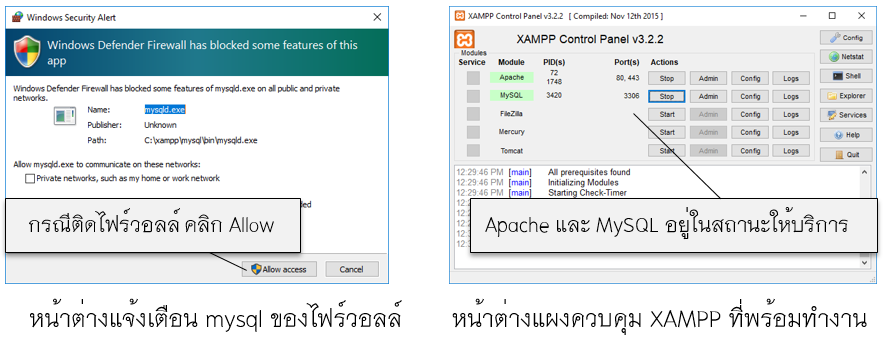 Windows Security Alert
Windows Defender Firewall has blocked some features of this
app
Windows Defender Firewall has blocked some features of mysqld.exe on all public and private
networks.
Name: mysqld.exe
Publisher: Unknown
Path: C:\xampp\mysql\bin\mysqld.exe
Allow mysqld.exe to communicate on these networks:
Private networks, such as my home or work network
กรณีติดไฟร์วอลล์ คลิก Allow
Allow access Cancel
หน้าต่างแจ้งเตือน mysql ของไฟร์วอลล์
XAMPP Control Panel v3.2.2 [ Compiled: Nov 12th 2015 ]
XAMPP Control Panel v3.2.2
Modules
Service Module PID(s) Port(s) Actions
Apache 72 1748 80, 443 Stop Admin Config Logs
MySQL 3420 3306 Stop Admin Config Logs
FileZilla Start Admin Config Logs
Mercury Start Admin Config Logs
Tomcat Start Admin Config Logs
Config
Netstat
Shell
Explorer
Services
Help
Quit
12:29:46 PM [main] All prerequisites found
12:29:46 PM [main] Initializing Modules
12:29:46 PM [main] Starting Check-Timer
Apache และ MySQL อยู่ในสถานะให้บริการ
หน้าต่างแผงควบคุม XAMPP ที่พร้อมทำงาน